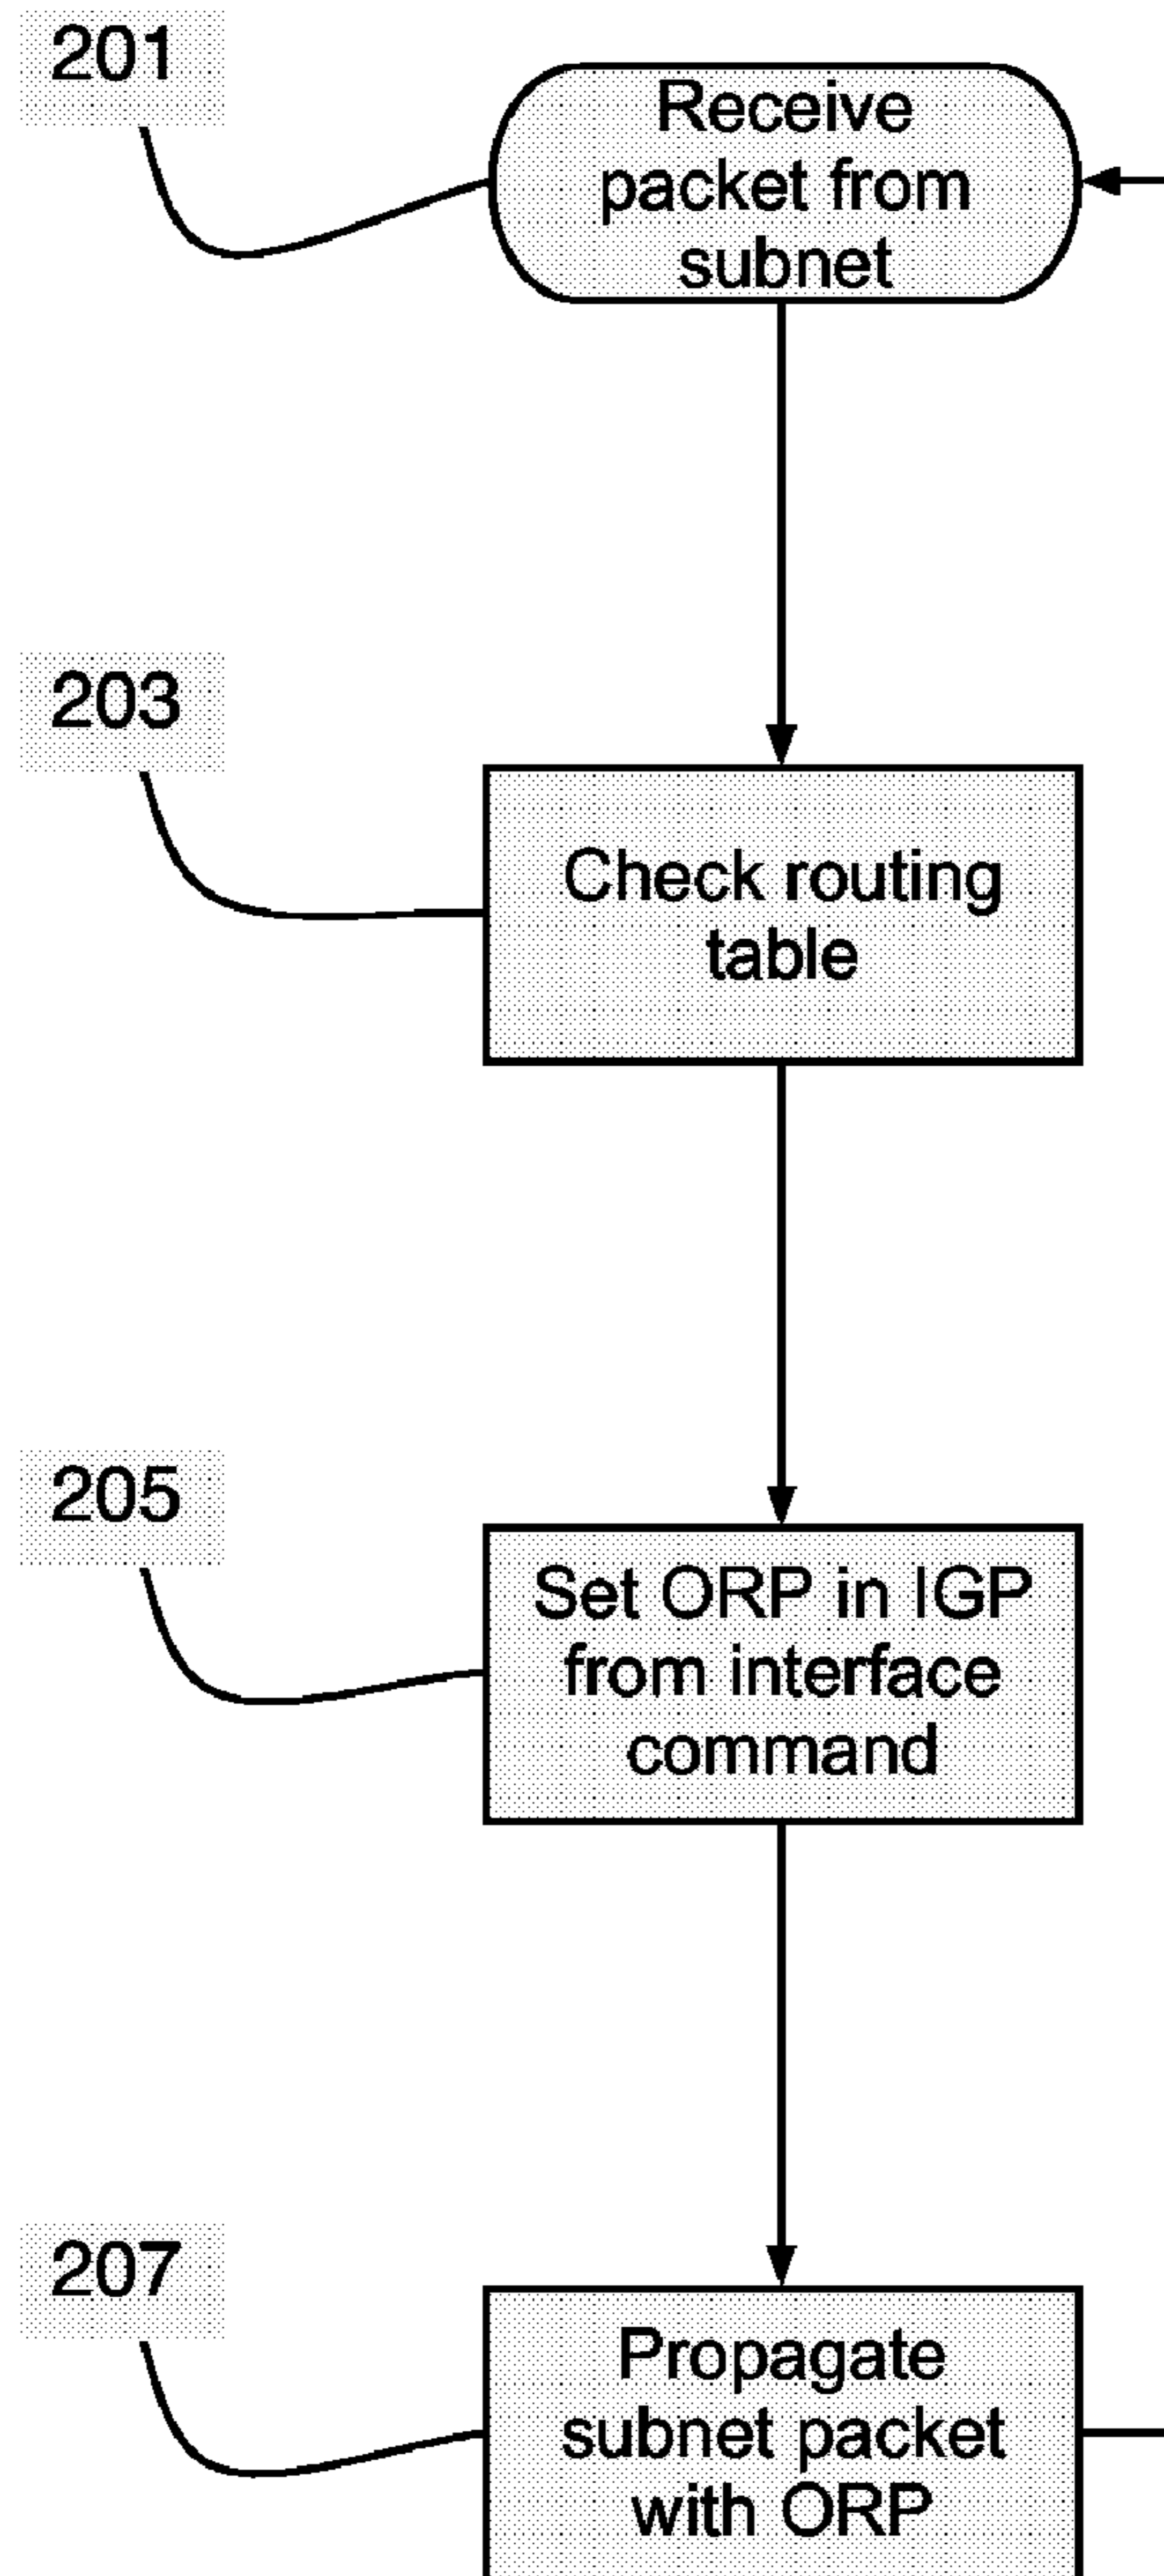 201
Receive
packet from
subnet
203
Check routing
table
205
Set ORP in IGP
from interface
command
207
Propagate
subnet packet
with ORP